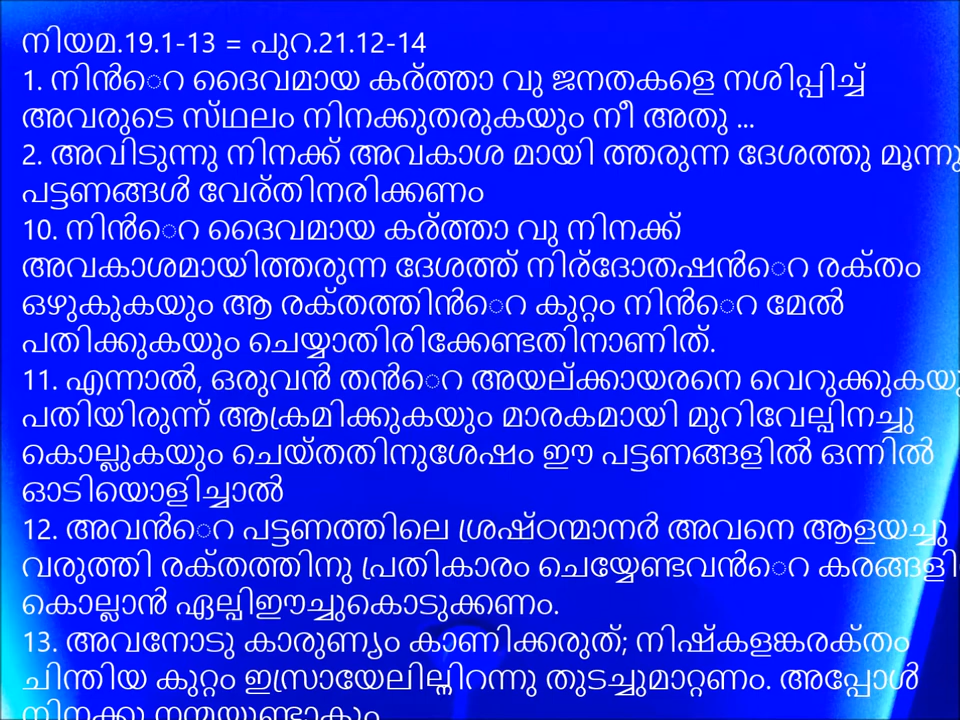 നിയമ.19.1-13 = പുറ.21.12-14
1. നിൻെറ ദൈവമായ കര്ത്താ വു ജനതകളെ നശിപ്പിച്ച്
അവരുടെ സ്ഥലം നിനക്കുതരുകയും നീ അതു ...
2. അവിടുന്നു നിനക്ക് അവകാശ മായി ത്തരുന്ന ദേശത്തു മൂന്നു
പട്ടണങ്ങൾ വേര്തിനരിക്കണം
10. നിൻെറ ദൈവമായ കര്ത്താ വു നിനക്ക്
അവകാശമായിത്തരുന്ന ദേശത്ത് നിര്ദോതഷൻെറ രക്തം
ഒഴുകുകയും ആ രക്തത്തിൻെറ കുറ്റം നിൻെറ മേൽ
പതിക്കുകയും ചെയ്യാതിരിക്കേണ്ടതിനാണിത്.
11. എന്നാൽ, ഒരുവൻ തൻെറ അയല്ക്കായരനെ വെറുക്കുകയു
പതിയിരുന്ന് ആക്രമിക്കുകയും മാരകമായി മുറിവേല്പിനച്ചു
കൊല്ലുകയും ചെയ്തതിനുശേഷം ഈ പട്ടണങ്ങളിൽ ഒന്നിൽ
ഓടിയൊളിച്ചാൽ
12. അവൻെറ പട്ടണത്തിലെ ശ്രഷ്ഠന്മാനർ അവനെ ആളയച്ചു
വരുത്തി രക്തത്തിനു പ്രതികാരം ചെയ്യേണ്ടവൻെറ കരങ്ങളി
കൊല്ലാൻ ഏല്പിഈച്ചുകൊടുക്കണം.
13. അവനോടു കാരുണ്യം കാണിക്കരുത്; നിഷ്കളങ്കരക്തം
ചിന്തിയ കുറ്റം ഇസ്രായേലില്നിറന്നു തുടച്ചുമാറ്റണം. അപ്പോൾ
നിനക്കു നന്മയുണ്ടാകും